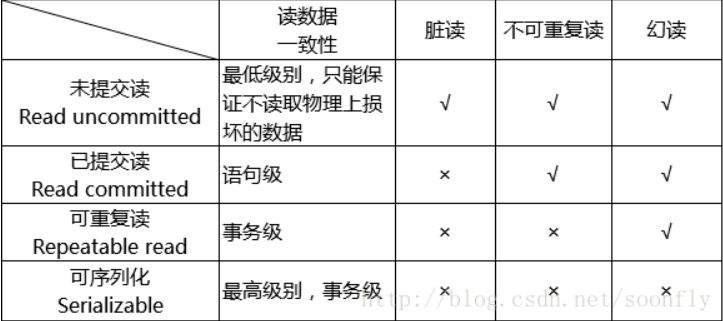 读数据
一致性
脏读
不可重复读
幻读
未提交读
Read uncommitted
最低级别，只能保
证不读取物理上损
坏的数据
√
√
√
已提交读
Read committed
语句级
×
√
√
可重复读
Repeatable read
事务级
×
×
√
可序列化
Serializable
最高级别，事务级
×
×
×
http://blog.csdn.net/soonfly